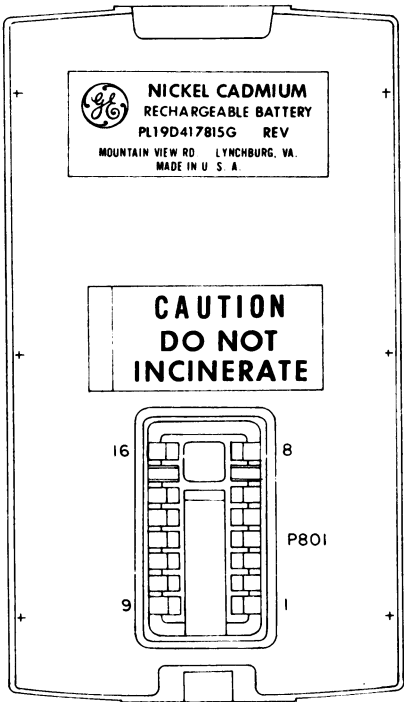 GE
NICKEL CADMIUM
RECHARGEABLE BATTERY
PL19D417815G REV
MOUNTAIN VIEW RD LYNCHBURG, VA.
MADE IN U S. A.
CAUTION
DO NOT
INCINERATE
16 8
P801
9 1